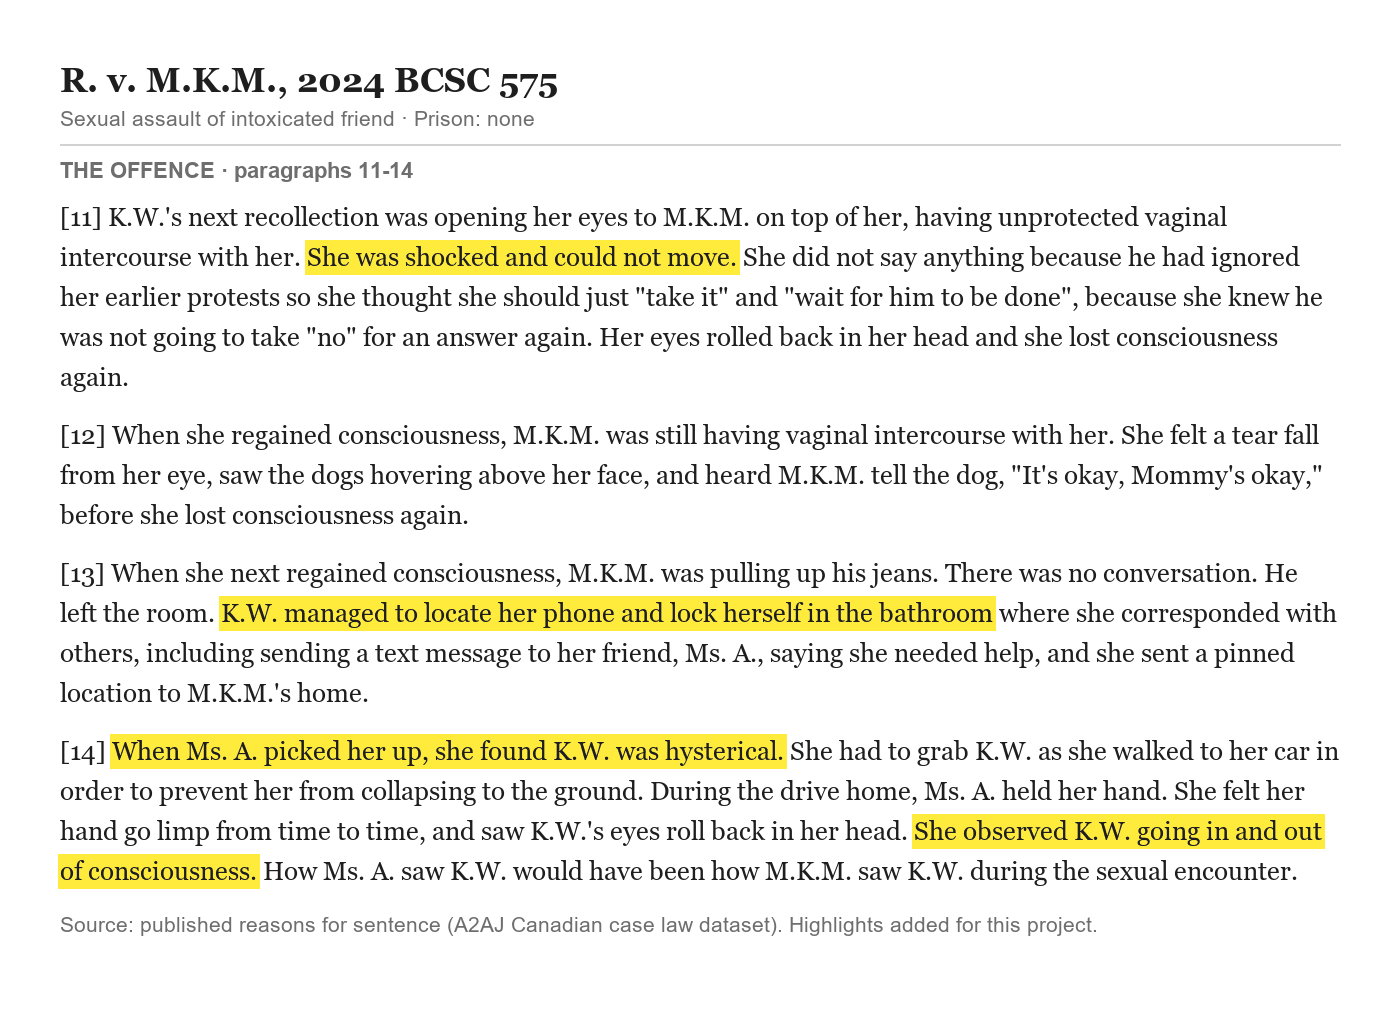 R. v. M.K.M., 2024 BCSC 575
Sexual assault of intoxicated friend · Prison: none
THE OFFENCE · paragraphs 11-14
[11] K.W.'s next recollection was opening her eyes to M.K.M. on top of her, having unprotected vaginal
intercourse with her. She was shocked and could not move. She did not say anything because he had ignored
her earlier protests so she thought she should just "take it" and "wait for him to be done", because she knew he
was not going to take "no" for an answer again. Her eyes rolled back in her head and she lost consciousness
again.
[12] When she regained consciousness, M.K.M. was still having vaginal intercourse with her. She felt a tear fall
from her eye, saw the dogs hovering above her face, and heard M.K.M. tell the dog, "It's okay, Mommy's okay,"
before she lost consciousness again.
[13] When she next regained consciousness, M.K.M. was pulling up his jeans. There was no conversation. He
left the room. K.W. managed to locate her phone and lock herself in the bathroom where she corresponded with
others, including sending a text message to her friend, Ms. A., saying she needed help, and she sent a pinned
location to M.K.M.'s home.
[14] When Ms. A. picked her up, she found K.W. was hysterical. She had to grab K.W. as she walked to her car in
order to prevent her from collapsing to the ground. During the drive home, Ms. A. held her hand. She felt her
hand go limp from time to time, and saw K.W.'s eyes roll back in her head. She observed K.W. going in and out
of consciousness. How Ms. A. saw K.W. would have been how M.K.M. saw K.W. during the sexual encounter.
Source: published reasons for sentence (A2AJ Canadian case law dataset). Highlights added for this project.